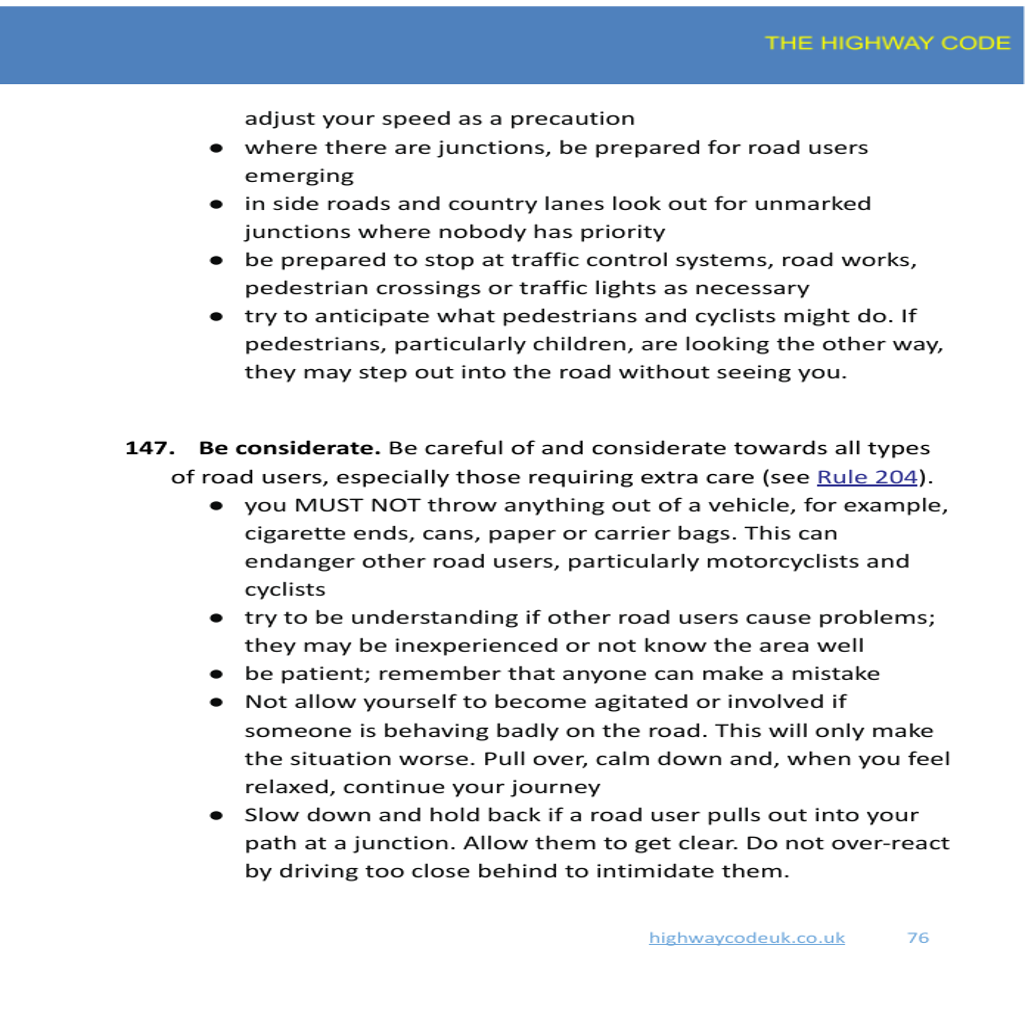 THE HIGHWAY CODE
adjust your speed as a precaution
● where there are junctions, be prepared for road users
emerging
● in side roads and country lanes look out for unmarked
junctions where nobody has priority
● be prepared to stop at traffic control systems, road works,
pedestrian crossings or traffic lights as necessary
● try to anticipate what pedestrians and cyclists might do. If
pedestrians, particularly children, are looking the other way,
they may step out into the road without seeing you.
147. Be considerate. Be careful of and considerate towards all types
of road users, especially those requiring extra care (see Rule 204).
● you MUST NOT throw anything out of a vehicle, for example,
cigarette ends, cans, paper or carrier bags. This can
endanger other road users, particularly motorcyclists and
cyclists
● try to be understanding if other road users cause problems;
they may be inexperienced or not know the area well
● be patient; remember that anyone can make a mistake
● Not allow yourself to become agitated or involved if
someone is behaving badly on the road. This will only make
the situation worse. Pull over, calm down and, when you feel
relaxed, continue your journey
● Slow down and hold back if a road user pulls out into your
path at a junction. Allow them to get clear. Do not over-react
by driving too close behind to intimidate them.
highwaycodeuk.co.uk 76